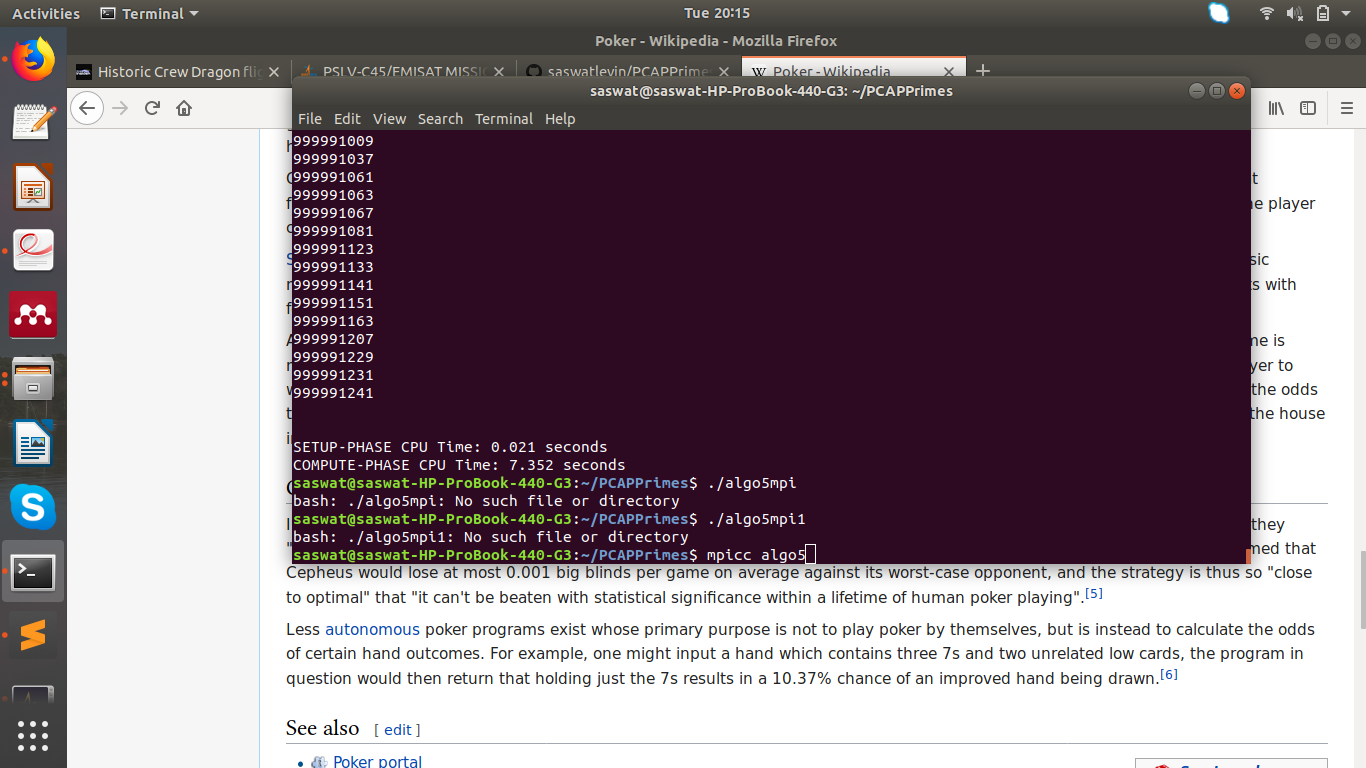 Activities Terminal Tue 20:15
Poker - Wikipedia - Mozilla Firefox
Historic Crew Dragon flig PSLV-C45/EMISAT MISSI saswatlevin/PCAPPrime W Poker - Wikipedia
saswat@saswat-HP-ProBook-440-G3: ~/PCAPPrimes
File Edit View Search Terminal Help
999991009
999991037
999991061
999991063
999991067
999991081
999991123
999991133
999991141
999991151
999991163
999991207
999991229
999991231
999991241
SETUP-PHASE CPU Time: 0.021 seconds
COMPUTE-PHASE CPU Time: 7.352 seconds
saswat@saswat-HP-ProBook-440-G3:~/PCAPPrimes$ ./algo5mpi
bash: ./algo5mpi: No such file or directory
saswat@saswat-HP-ProBook-440-G3:~/PCAPPrimes$ ./algo5mpi1
bash: ./algo5mpi1: No such file or directory
saswat@saswat-HP-ProBook-440-G3:~/PCAPPrimes$ mpicc algo5
player
with
is
to
the odds
the house
they
that
Cepheus would lose at most 0.001 big blinds per game on average against its worst-case opponent, and the strategy is thus so "close
to optimal" that "it can't be beaten with statistical significance within a lifetime of human poker playing".[5]
Less autonomous poker programs exist whose primary purpose is not to play poker by themselves, but is instead to calculate the odds
of certain hand outcomes. For example, one might input a hand which contains three 7s and two unrelated low cards, the program in
question would then return that holding just the 7s results in a 10.37% chance of an improved hand being drawn.[6]
See also [ edit ]
• Poker portal